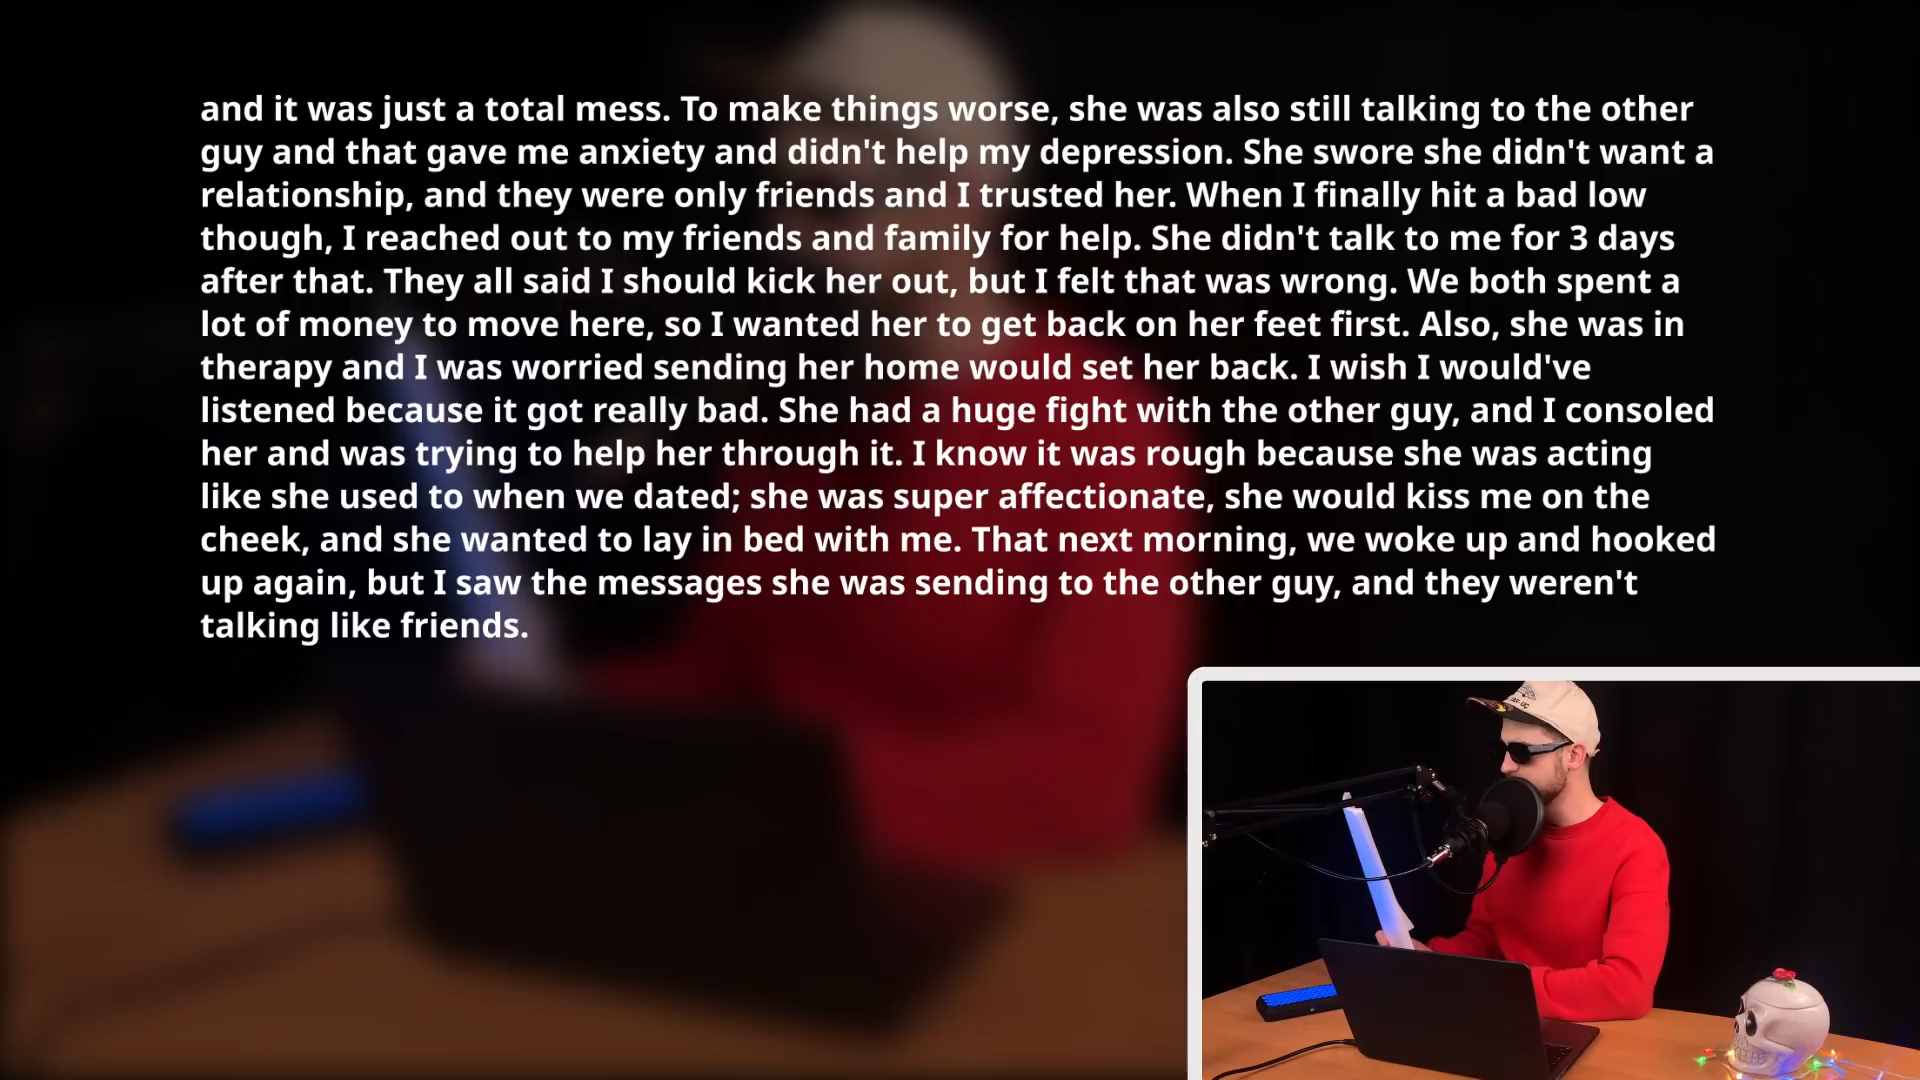 and it was just a total mess. To make things worse, she was also still talking to the other
guy and that gave me anxiety and didn't help my depression. She swore she didn't want a
relationship, and they were only friends and I trusted her. When I finally hit a bad low
though, I reached out to my friends and family for help. She didn't talk to me for 3 days
after that. They all said I should kick her out, but I felt that was wrong. We both spent a
lot of money to move here, so I wanted her to get back on her feet first. Also, she was in
therapy and I was worried sending her home would set her back. I wish I would've
listened because it got really bad. She had a huge fight with the other guy, and I consoled
her and was trying to help her through it. I know it was rough because she was acting
like she used to when we dated; she was super affectionate, she would kiss me on the
cheek, and she wanted to lay in bed with me. That next morning, we woke up and hooked
up again, but I saw the messages she was sending to the other guy, and they weren't
talking like friends.